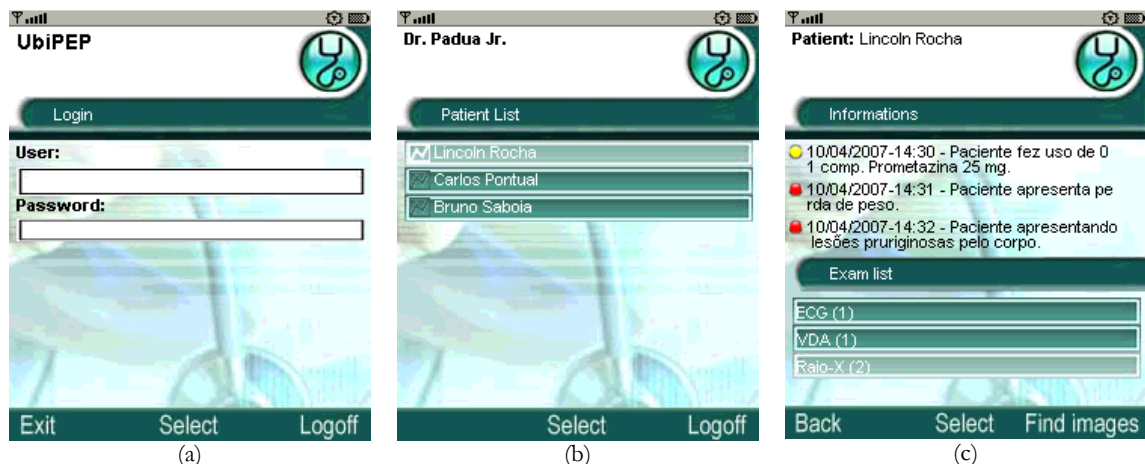 UbiPEP
Login
User:
Password:
Exit Select Logoff
(a)
Dr. Padua Jr.
Patient List
Lincoln Rocha
Carlos Pontual
Bruno Saboia
Select Logoff
(b)
Patient: Lincoln Rocha
Informations
10/04/2007-14:30 - Paciente fez uso de 0
1 comp. Prometazina 25 mg.
10/04/2007-14:31 - Paciente apresenta pe
rda de peso.
10/04/2007-14:32 - Paciente apresentando
lesões pruriginosas pelo corpo.
Exam list
ECG (1)
VDA (1)
Raio-X (2)
Back Select Find images
(c)